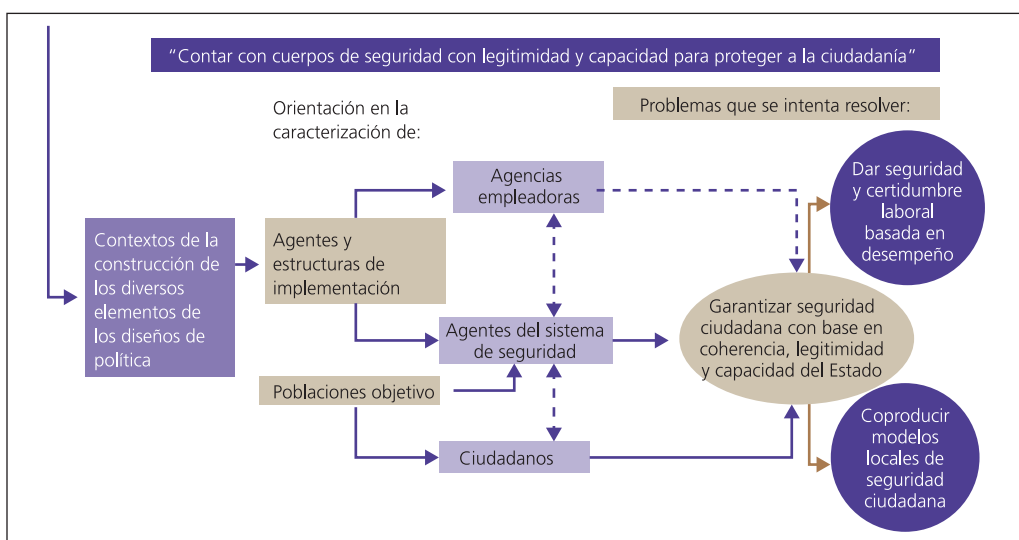 “Contar con cuerpos de seguridad con legitimidad y capacidad para proteger a la ciudadanía”
Orientación en la
caracterización de:
Problemas que se intenta resolver:
Contextos de la
construcción de
los diversos
elementos de
los diseños de
política
Agentes y
estructuras de
implementación
Poblaciones objetivo
Agencias
empleadoras
Agentes del sistema
de seguridad
Ciudadanos
Garantizar seguridad
ciudadana con base en
coherencia, legitimidad
y capacidad del Estado
Dar seguridad
y certidumbre
laboral
basada en
desempeño
Coproducir
modelos
locales de
seguridad
ciudadana